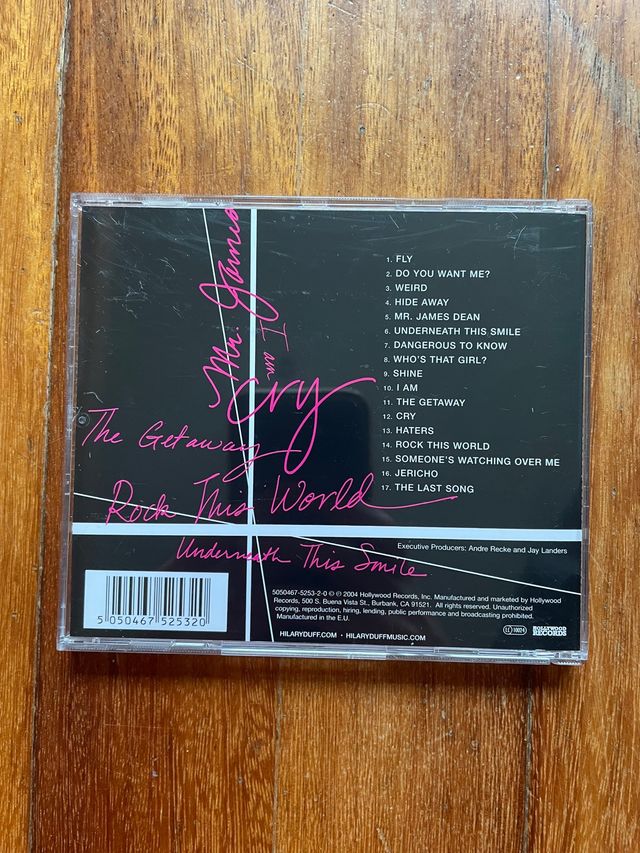 Mr. James
I am
cry
The Getaway
Rock This World
Underneath This Smile
1. FLY
2. DO YOU WANT ME?
3. WEIRD
4. HIDE AWAY
5. MR. JAMES DEAN
6. UNDERNEATH THIS SMILE
7. DANGEROUS TO KNOW
8. WHO'S THAT GIRL?
9. SHINE
10. I AM
11. THE GETAWAY
12. CRY
13. HATERS
14. ROCK THIS WORLD
15. SOMEONE'S WATCHING OVER ME
16. JERICHO
17. THE LAST SONG
Executive Producers: Andre Recke and Jay Landers
5050467-5253-2-0 ℗ © 2004 Hollywood Records, Inc. Manufactured and marketed by Hollywood
Records, 500 S. Buena Vista St., Burbank, CA 91521. All rights reserved. Unauthorized
copying, reproduction, hiring, lending, public performance and broadcasting prohibited.
Manufactured in the E.U.
HILARYDUFF.COM • HILARYDUFFMUSIC.COM
5 050467 525320
LC 10024
HOLLYWOOD
RECORDS